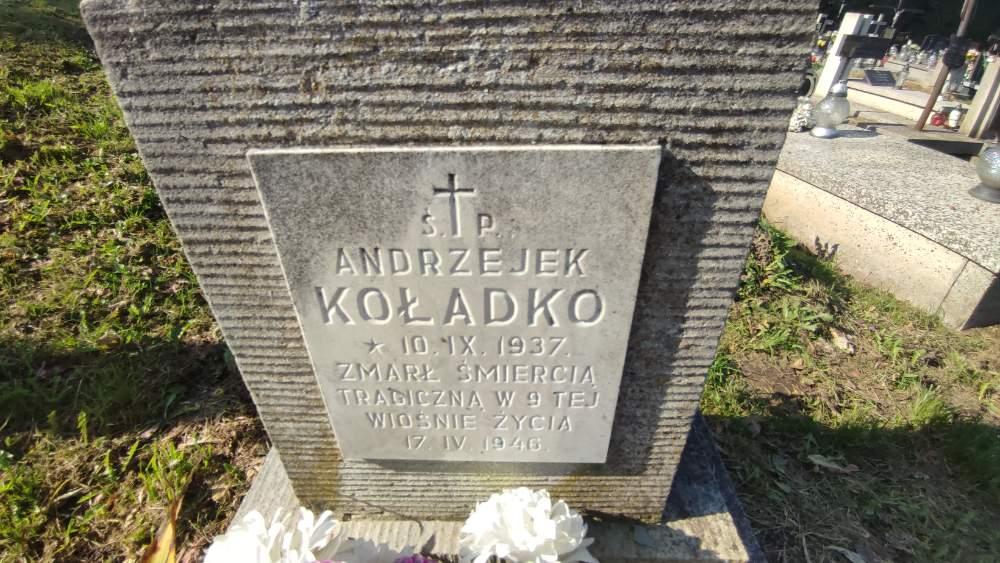 Ś. P.
ANDRZEJEK
KOŁADKO
* 10. IX. 1937.
ZMARŁ ŚMIERCIĄ
TRAGICZNĄ W 9 TEJ
WIOŚNIE ŻYCIA
17. IV. 1946.